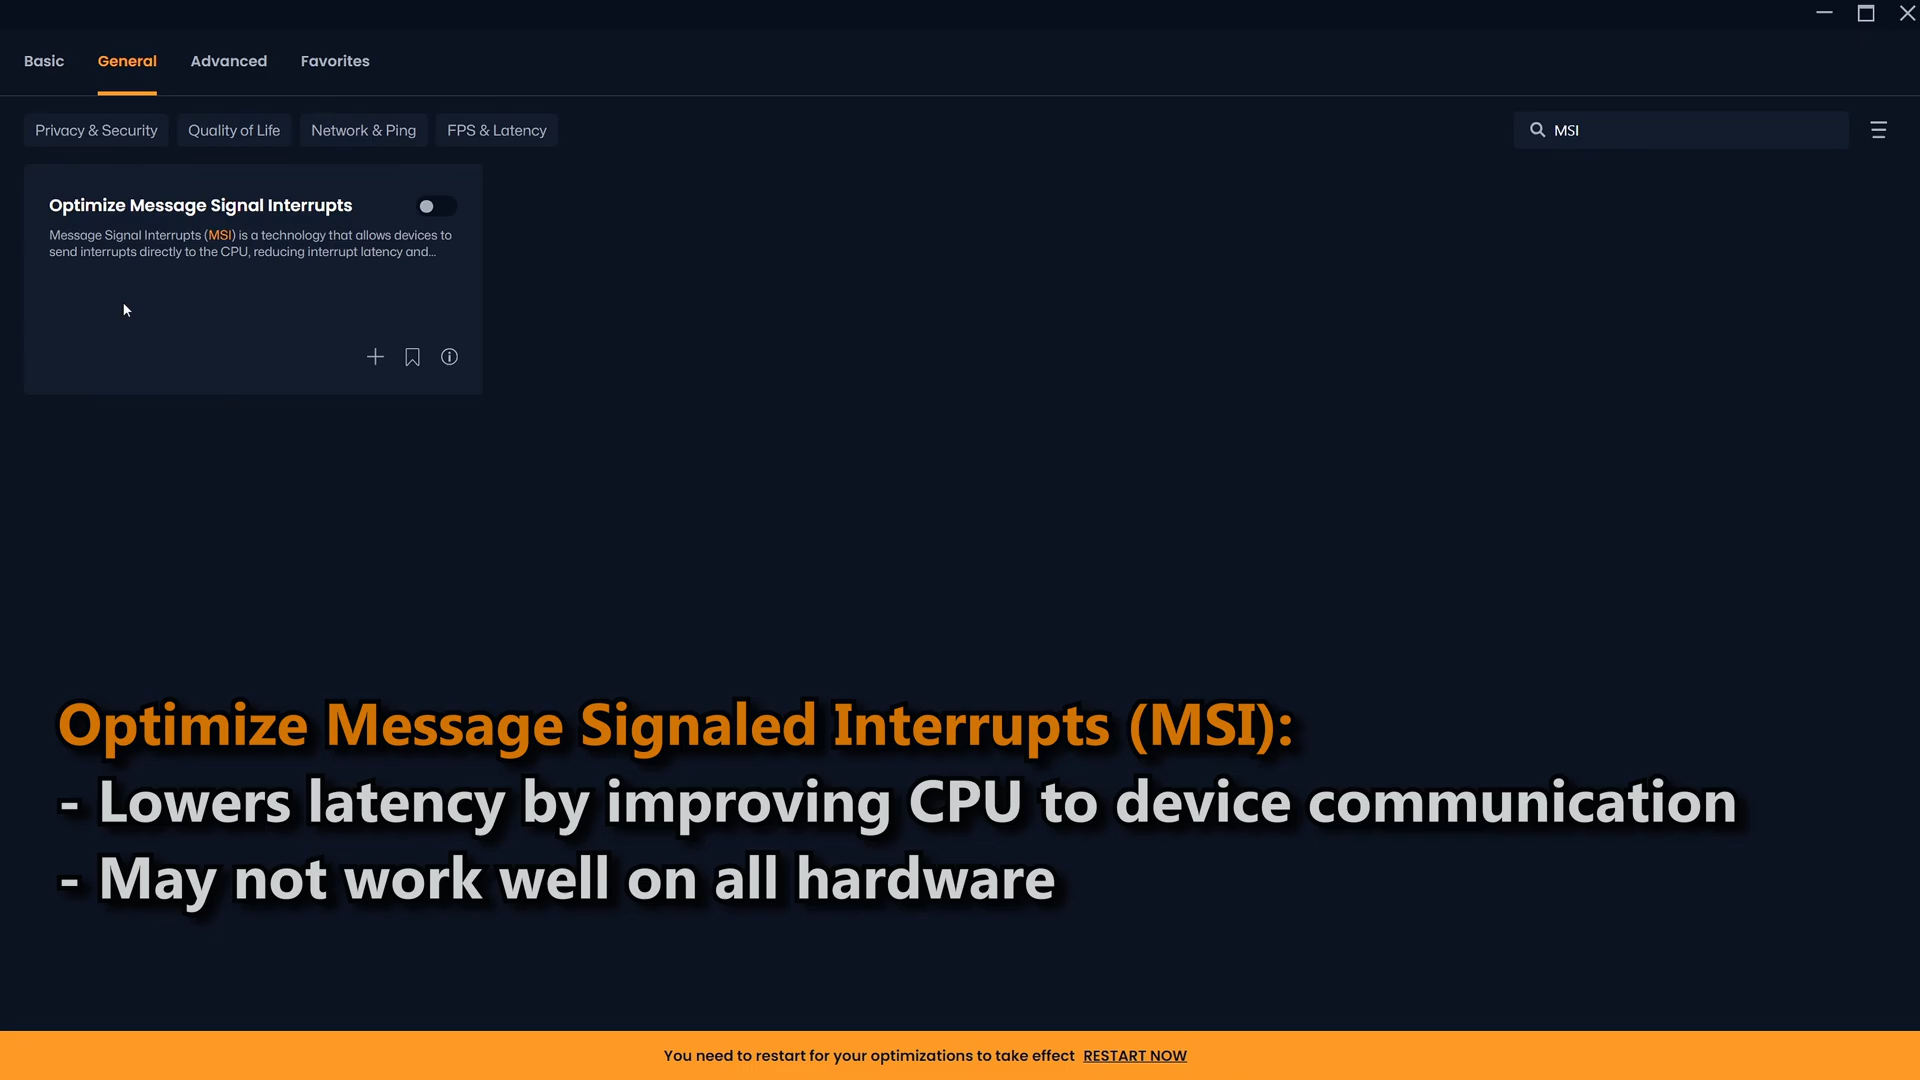 Basic General Advanced Favorites
Privacy & Security Quality of Life Network & Ping FPS & Latency MSI
Optimize Message Signal Interrupts
Message Signal Interrupts (MSI) is a technology that allows devices to
send interrupts directly to the CPU, reducing interrupt latency and...
Optimize Message Signaled Interrupts (MSI):
- Lowers latency by improving CPU to device communication
- May not work well on all hardware
You need to restart for your optimizations to take effect RESTART NOW